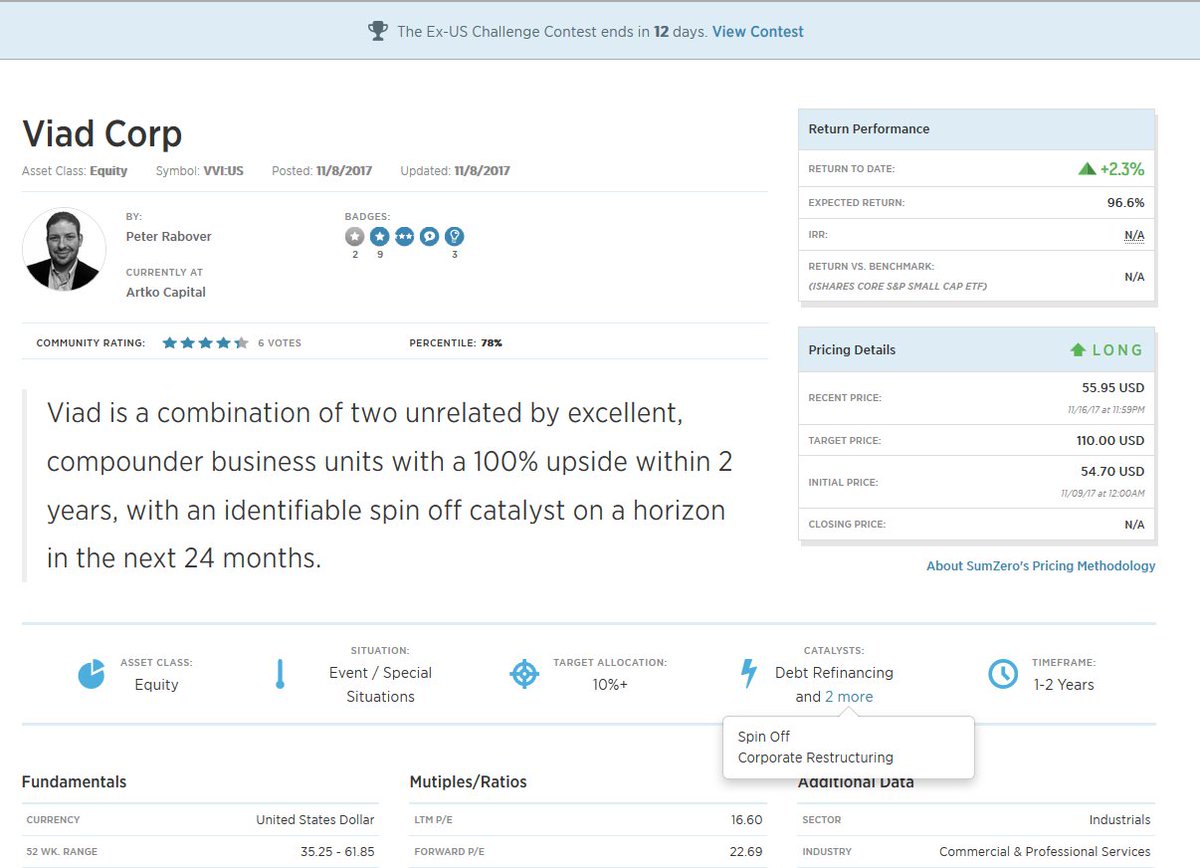 The Ex-US Challenge Contest ends in 12 days. View Contest
Viad Corp
Asset Class: Equity Symbol: VVI:US Posted: 11/8/2017 Updated: 11/8/2017
BY:
Peter Rabover
CURRENTLY AT
Artko Capital
BADGES:
2 9 3
COMMUNITY RATING: 6 VOTES PERCENTILE: 78%
Viad is a combination of two unrelated by excellent,
compounder business units with a 100% upside within 2
years, with an identifiable spin off catalyst on a horizon
in the next 24 months.
Return Performance
RETURN TO DATE: +2.3%
EXPECTED RETURN: 96.6%
IRR: N/A
RETURN VS. BENCHMARK:
(ISHARES CORE S&P SMALL CAP ETF) N/A
Pricing Details LONG
RECENT PRICE: 55.95 USD
11/16/17 at 11:59PM
TARGET PRICE: 110.00 USD
INITIAL PRICE: 54.70 USD
11/09/17 at 12:00AM
CLOSING PRICE: N/A
About SumZero's Pricing Methodology
ASSET CLASS:
Equity
SITUATION:
Event / Special
Situations
TARGET ALLOCATION:
10%+
CATALYSTS:
Debt Refinancing
and 2 more
Spin Off
Corporate Restructuring
TIMEFRAME:
1-2 Years
Fundamentals
CURRENCY United States Dollar
52 WK. RANGE 35.25 - 61.85
Mutiples/Ratios
LTM P/E 16.60
FORWARD P/E 22.69
Additional Data
SECTOR Industrials
INDUSTRY Commercial & Professional Services